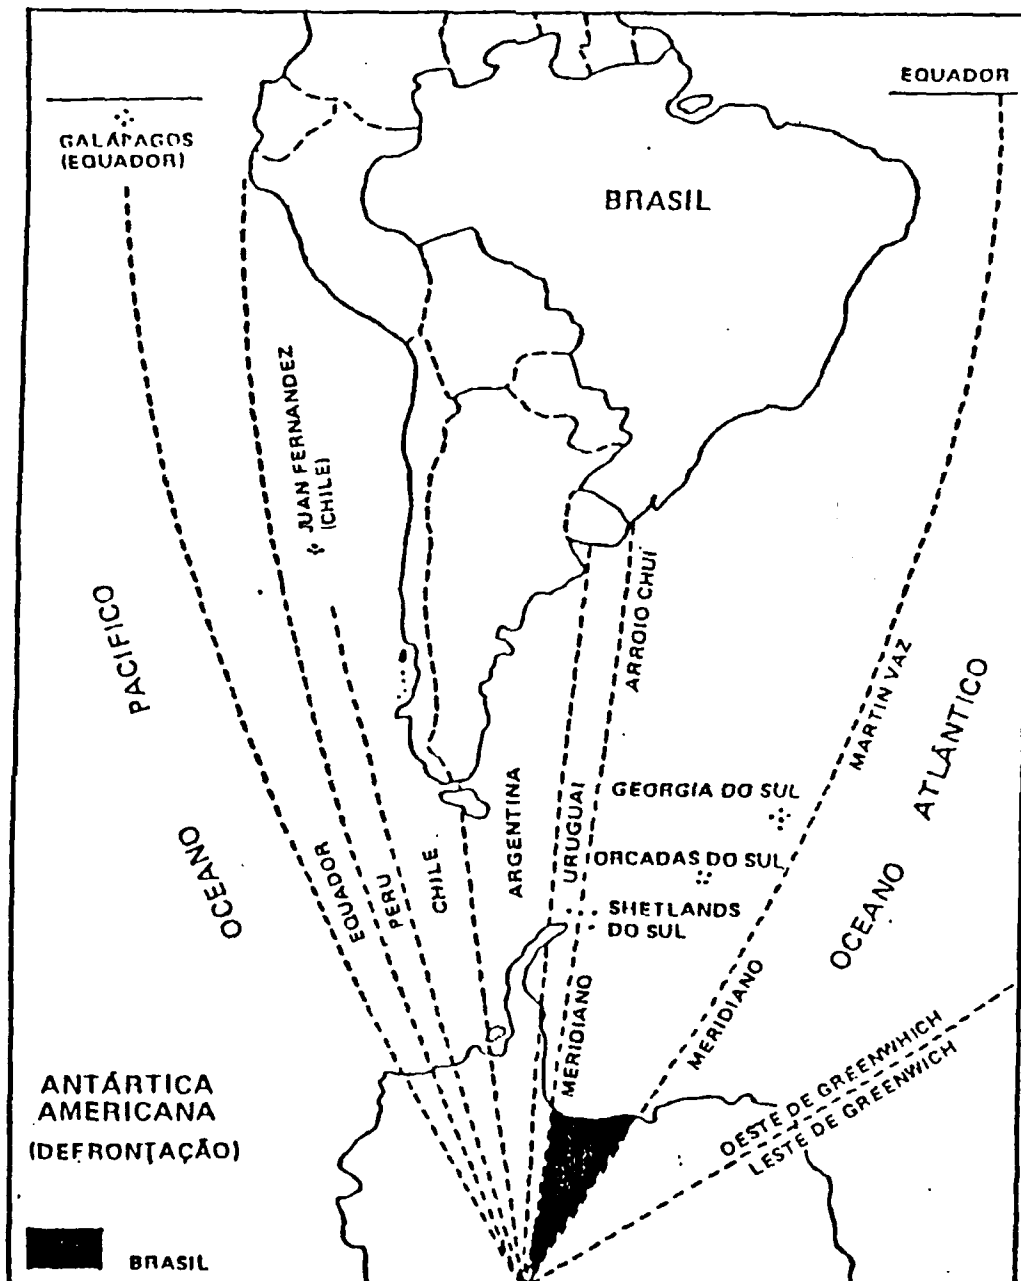 EQUADOR
GALÁPAGOS
(EQUADOR)
BRASIL
JUAN FERNANDEZ
(CHILE)
PACIFICO
OCEANO
ARROIO CHUÍ
MARTIN VAZ
ATLÂNTICO
OCEANO
GEORGIA DO SUL
ORCADAS DO SUL
SHETLANDS
DO SUL
EQUADOR
PERU
CHILE
ARGENTINA
URUGUAI
MERIDIANO
MERIDIANO
OESTE DE GREENWHICH
LESTE DE GREENWICH
ANTÁRTICA
AMERICANA
(DEFRONTAÇÃO)
BRASIL